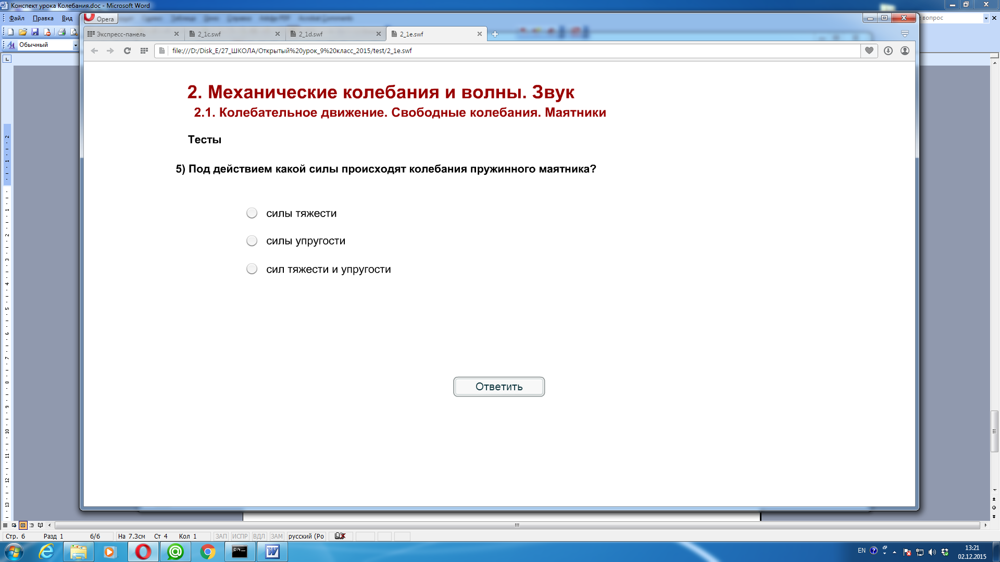 Конспект урока Колебания.doc - Microsoft Word
Файл Правка Вид
вопрос
Обычный
Opera
Экспресс-панель
2_1c.swf
2_1d.swf
2_1e.swf
file:///D:/Disk_E/27_ШКОЛА/Открытый%20урок_9%20класс_2015/test/2_1e.swf
2. Механические колебания и волны. Звук
2.1. Колебательное движение. Свободные колебания. Маятники
Тесты
5) Под действием какой силы происходят колебания пружинного маятника?
силы тяжести
силы упругости
сил тяжести и упругости
Ответить
Стр. 6 Разд 1 6/6 На 7.3см Ст 4 Кол 1 ЗАП ИСПР ВДЛ ЗАМ русский (Ро
EN
13:21
02.12.2015